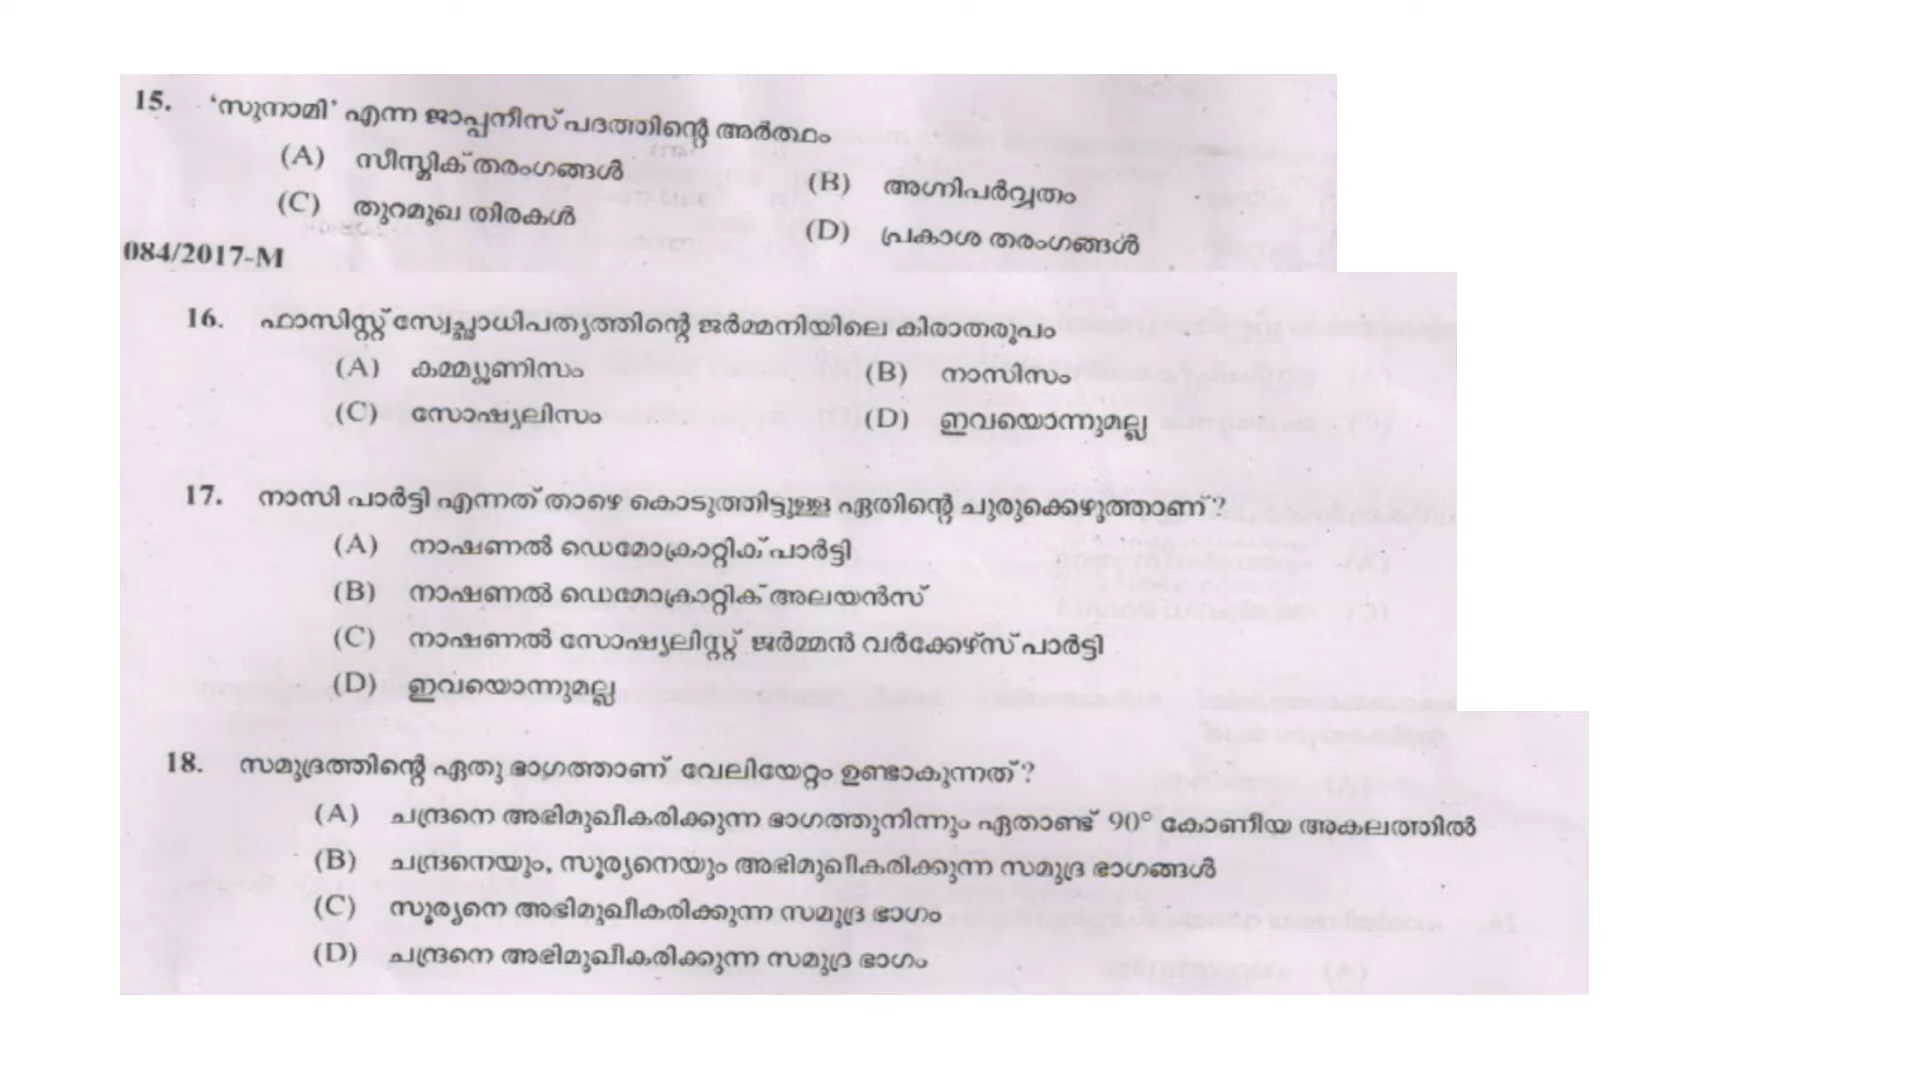 15. ‘സുനാമി’ എന്ന ജാപ്പനീസ് പദത്തിന്റെ അർത്ഥം
(A) സീസ്മിക് തരംഗങ്ങൾ (B) അഗ്നിപർവ്വതം
(C) തുറമുഖ തിരകൾ (D) പ്രകാശ തരംഗങ്ങൾ
084/2017-M
16. ഫാസിസ്റ്റ് സ്വേച്ഛാധിപത്യത്തിന്റെ ജർമ്മനിയിലെ കിരാതരൂപം
(A) കമ്മ്യൂണിസം (B) നാസിസം
(C) സോഷ്യലിസം (D) ഇവയൊന്നുമല്ല
17. നാസി പാർട്ടി എന്നത് താഴെ കൊടുത്തിട്ടുള്ള ഏതിന്റെ ചുരുക്കെഴുത്താണ് ?
(A) നാഷണൽ ഡെമോക്രാറ്റിക് പാർട്ടി
(B) നാഷണൽ ഡെമോക്രാറ്റിക് അലയൻസ്
(C) നാഷണൽ സോഷ്യലിസ്റ്റ് ജർമ്മൻ വർക്കേഴ്സ് പാർട്ടി
(D) ഇവയൊന്നുമല്ല
18. സമുദ്രത്തിന്റെ ഏതു ഭാഗത്താണ് വേലിയേറ്റം ഉണ്ടാകുന്നത് ?
(A) ചന്ദ്രനെ അഭിമുഖീകരിക്കുന്ന ഭാഗത്തുനിന്നും ഏതാണ്ട് 90° കോണീയ അകലത്തിൽ
(B) ചന്ദ്രനെയും, സൂര്യനെയും അഭിമുഖീകരിക്കുന്ന സമുദ്ര ഭാഗങ്ങൾ
(C) സൂര്യനെ അഭിമുഖീകരിക്കുന്ന സമുദ്ര ഭാഗം
(D) ചന്ദ്രനെ അഭിമുഖീകരിക്കുന്ന സമുദ്ര ഭാഗം